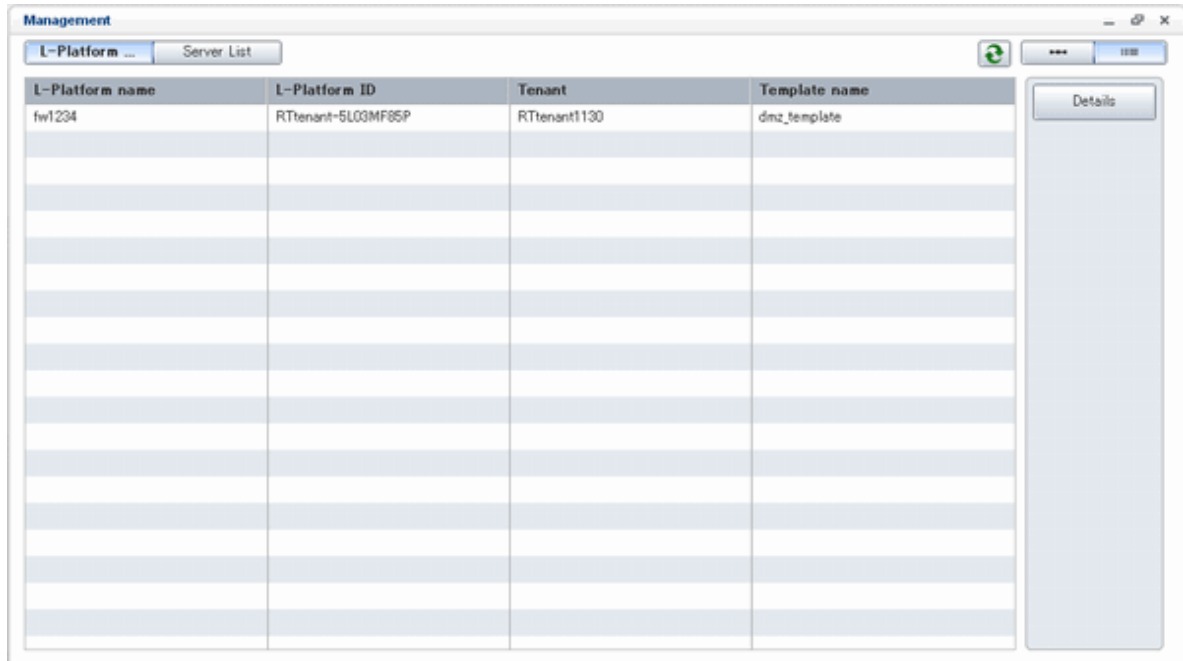 Management
L-Platform ... Server List
L-Platform name L-Platform ID Tenant Template name
Details
fw1234 RTtenant-5L03MF85P RTtenant1130 dmz_template